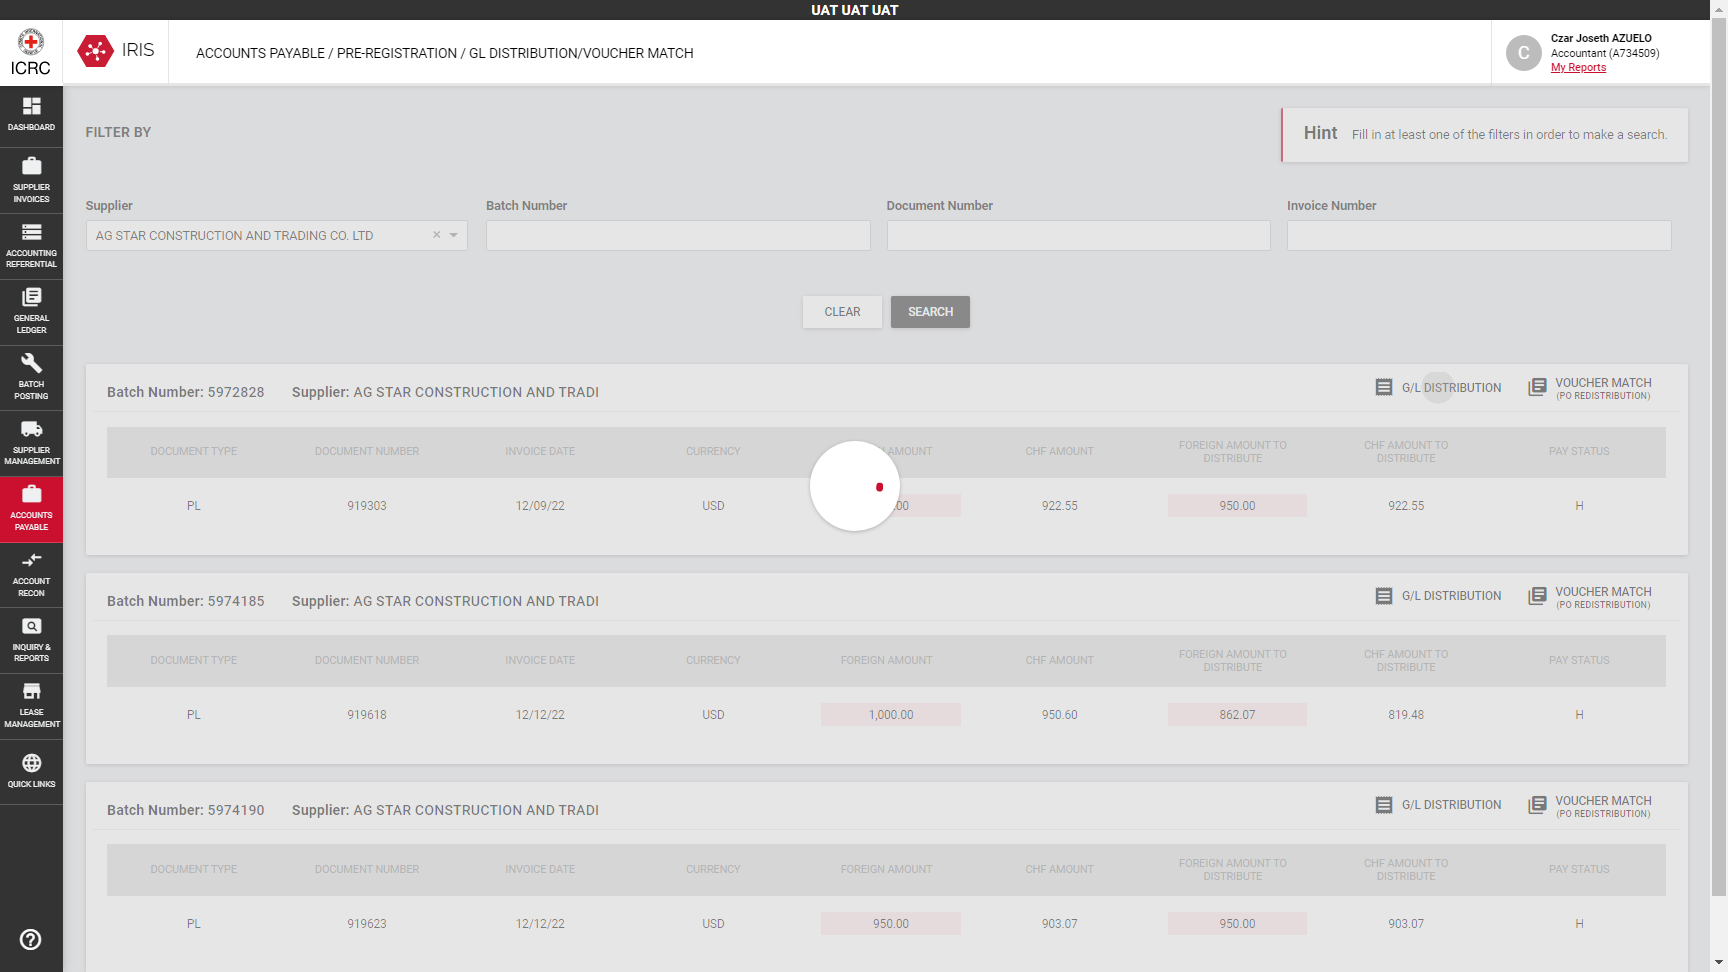 UAT UAT UAT
ICRC
IRIS
ACCOUNTS PAYABLE / PRE-REGISTRATION / GL DISTRIBUTION/VOUCHER MATCH
C
Czar Joseth AZUELO
Accountant (A734509)
My Reports
DASHBOARD
SUPPLIER
INVOICES
ACCOUNTING
REFERENTIAL
GENERAL
LEDGER
BATCH
POSTING
SUPPLIER
MANAGEMENT
ACCOUNTS
PAYABLE
ACCOUNT
RECON
INQUIRY &
REPORTS
LEASE
MANAGEMENT
QUICK LINKS
FILTER BY
Hint Fill in at least one of the filters in order to make a search.
Supplier Batch Number Document Number Invoice Number
AG STAR CONSTRUCTION AND TRADING CO. LTD
CLEAR SEARCH
Batch Number: 5972828 Supplier: AG STAR CONSTRUCTION AND TRADI G/L DISTRIBUTION VOUCHER MATCH
(PO REDISTRIBUTION)
DOCUMENT TYPE DOCUMENT NUMBER INVOICE DATE CURRENCY AMOUNT CHF AMOUNT FOREIGN AMOUNT TO DISTRIBUTE CHF AMOUNT TO DISTRIBUTE PAY STATUS
PL 919303 12/09/22 USD .00 922.55 950.00 922.55 H
Batch Number: 5974185 Supplier: AG STAR CONSTRUCTION AND TRADI G/L DISTRIBUTION VOUCHER MATCH
(PO REDISTRIBUTION)
DOCUMENT TYPE DOCUMENT NUMBER INVOICE DATE CURRENCY FOREIGN AMOUNT CHF AMOUNT FOREIGN AMOUNT TO DISTRIBUTE CHF AMOUNT TO DISTRIBUTE PAY STATUS
PL 919618 12/12/22 USD 1,000.00 950.60 862.07 819.48 H
Batch Number: 5974190 Supplier: AG STAR CONSTRUCTION AND TRADI G/L DISTRIBUTION VOUCHER MATCH
(PO REDISTRIBUTION)
DOCUMENT TYPE DOCUMENT NUMBER INVOICE DATE CURRENCY FOREIGN AMOUNT CHF AMOUNT FOREIGN AMOUNT TO DISTRIBUTE CHF AMOUNT TO DISTRIBUTE PAY STATUS
PL 919623 12/12/22 USD 950.00 903.07 950.00 903.07 H